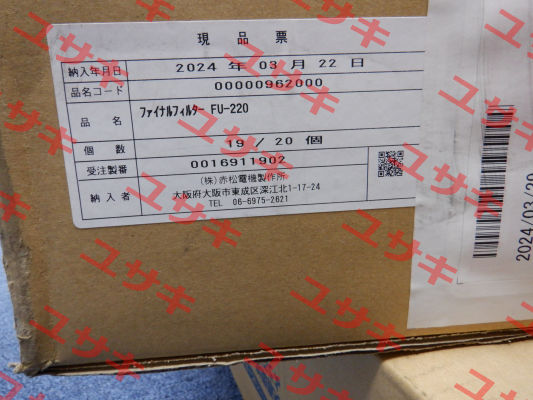 現品票
納入年月日 2024 年 03 月 22 日
品名コード 00000962000
品名 ファイナルフィルター FU-220
個数 19 / 20 個
受注製番 0016911902
納入者 (株)赤松電機製作所
大阪府大阪市東成区深江北1-17-24
TEL 06-6975-2621
2024/03/20
ユサキ
ユサキ
ユサキ
ユサキ
ユサキ
ユサキ
ユサキ
ユサキ
ユサキ
ユサキ